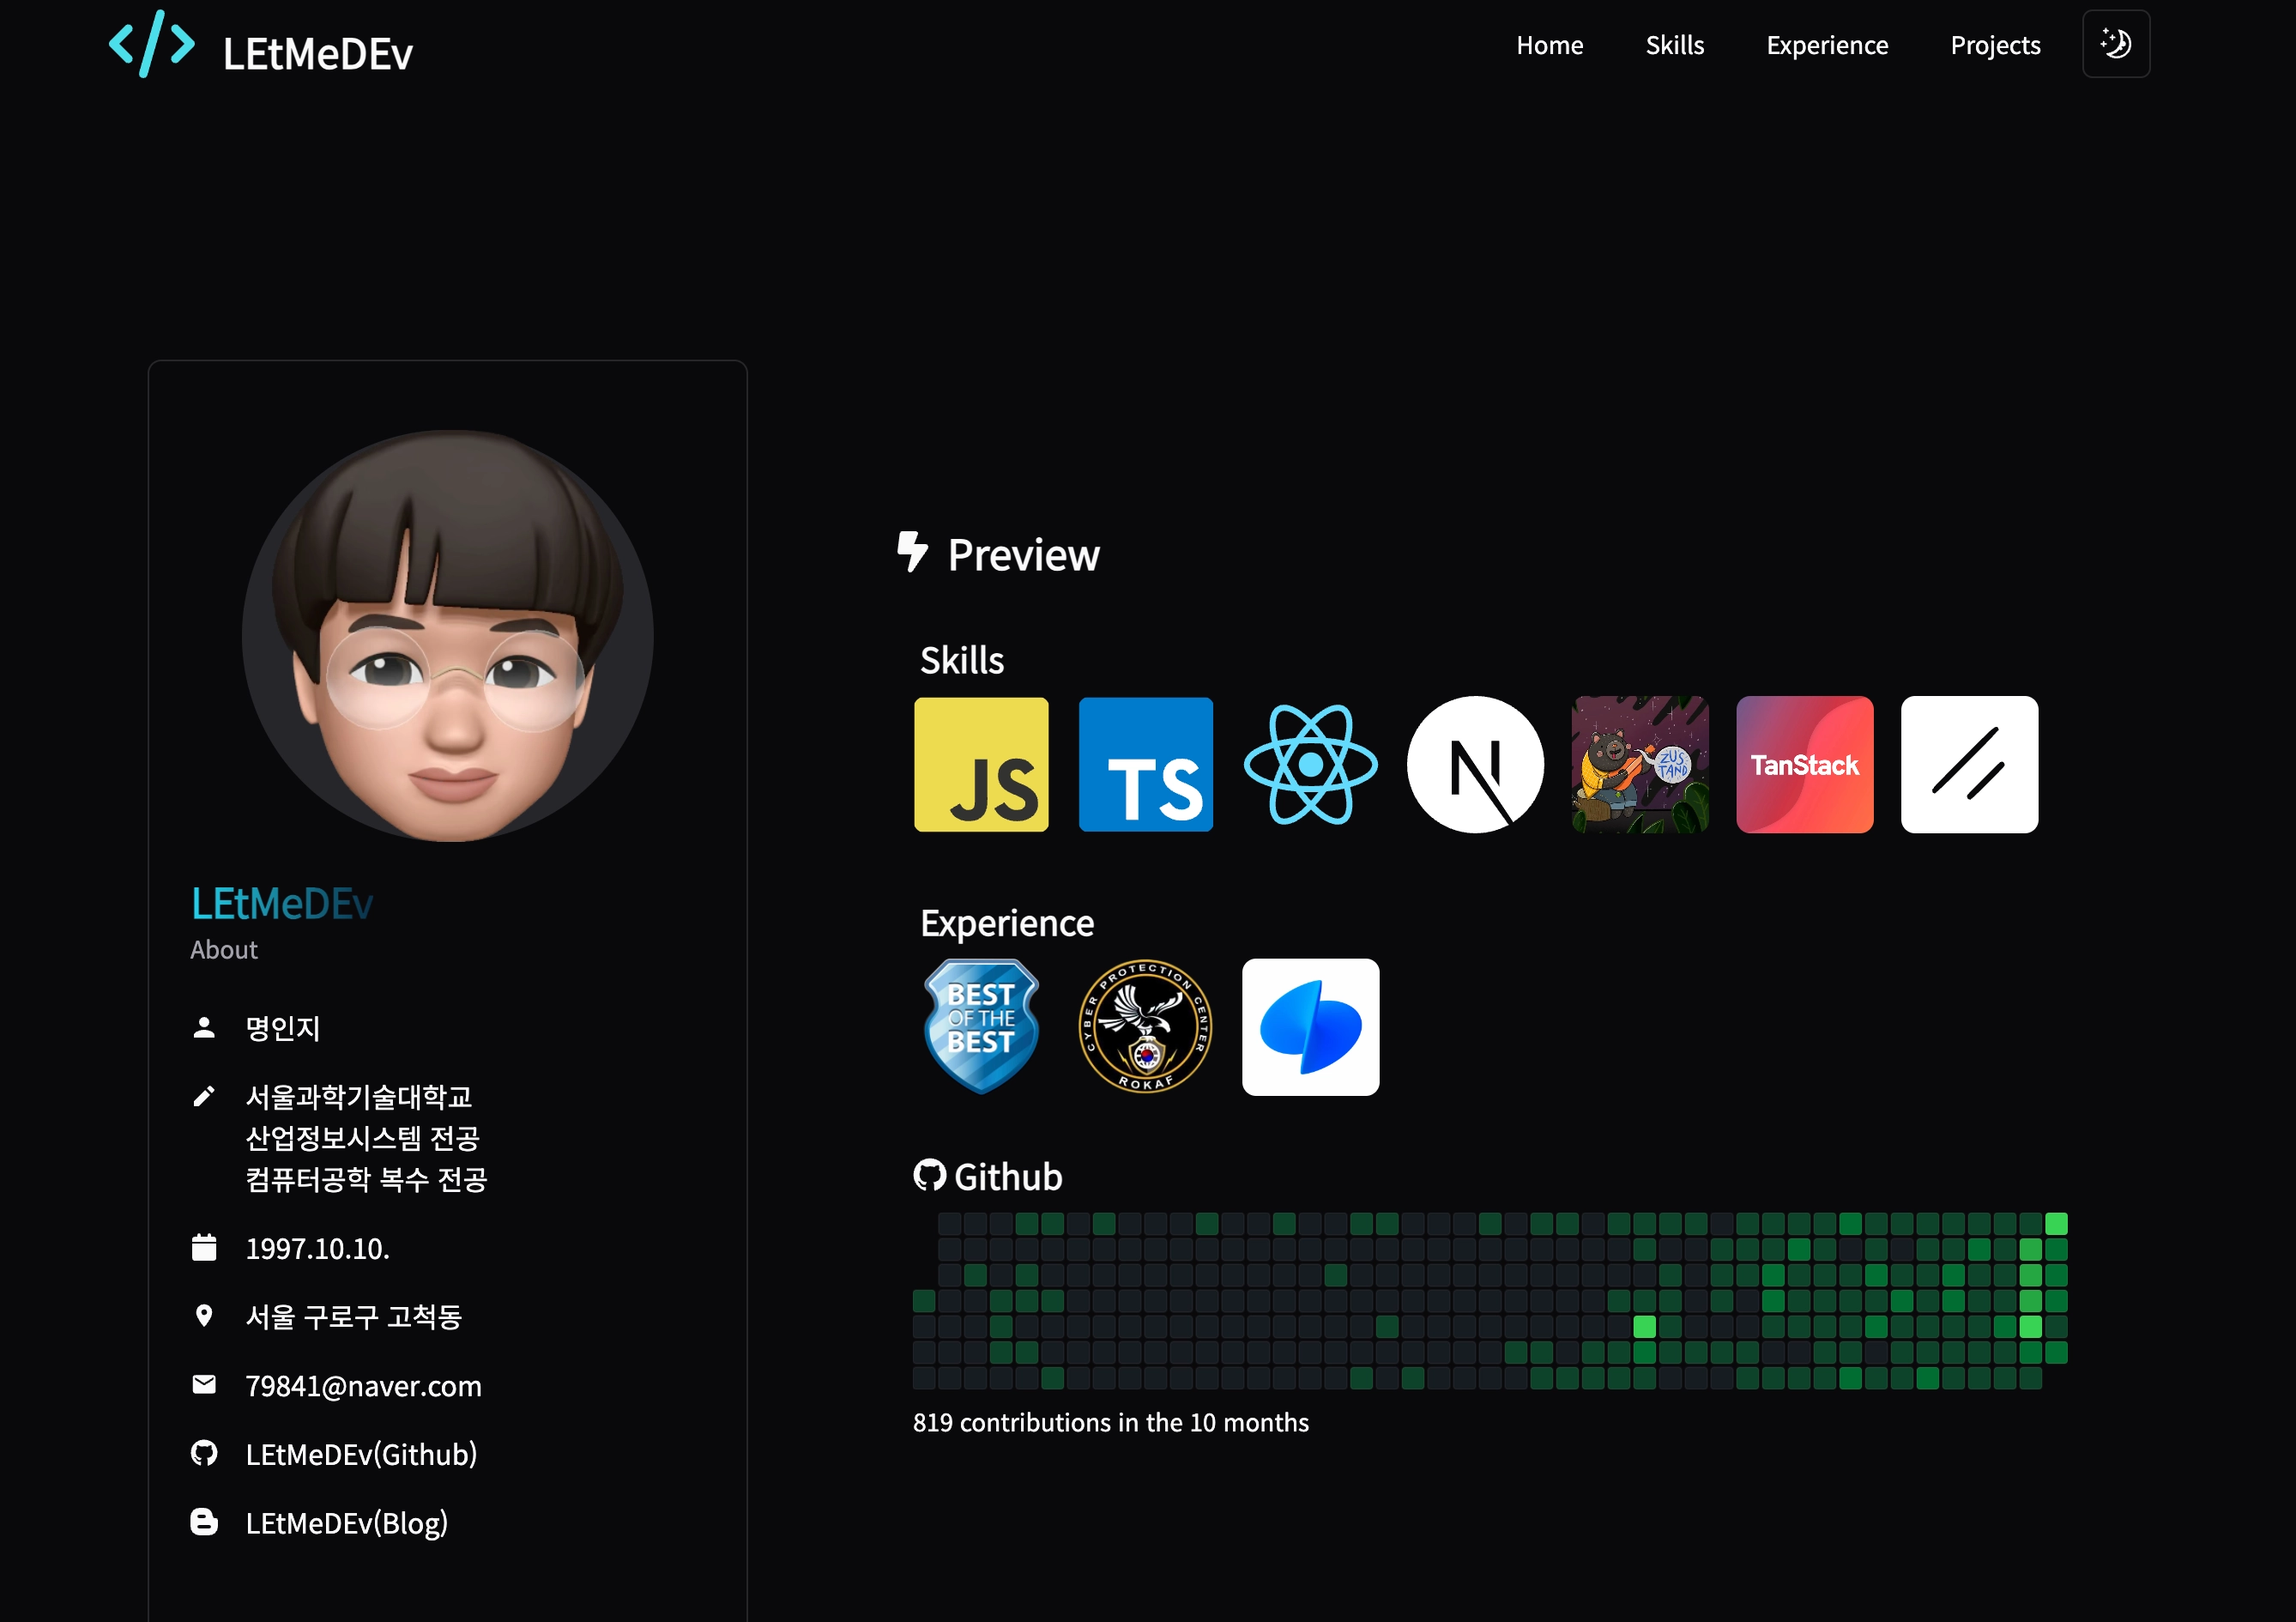 LEtMeDEv
Home
Skills
Experience
Projects
LEtMeDEv
About
명인지
서울과학기술대학교
산업정보시스템 전공
컴퓨터공학 복수 전공
1997.10.10.
서울 구로구 고척동
79841@naver.com
LEtMeDEv(Github)
LEtMeDEv(Blog)
Preview
Skills
JS
TS
N
ZUS
TAND
TanStack
Experience
BEST
OF THE
BEST
CYBER PROTECTION CENTER
ROKAF
Github
819 contributions in the 10 months